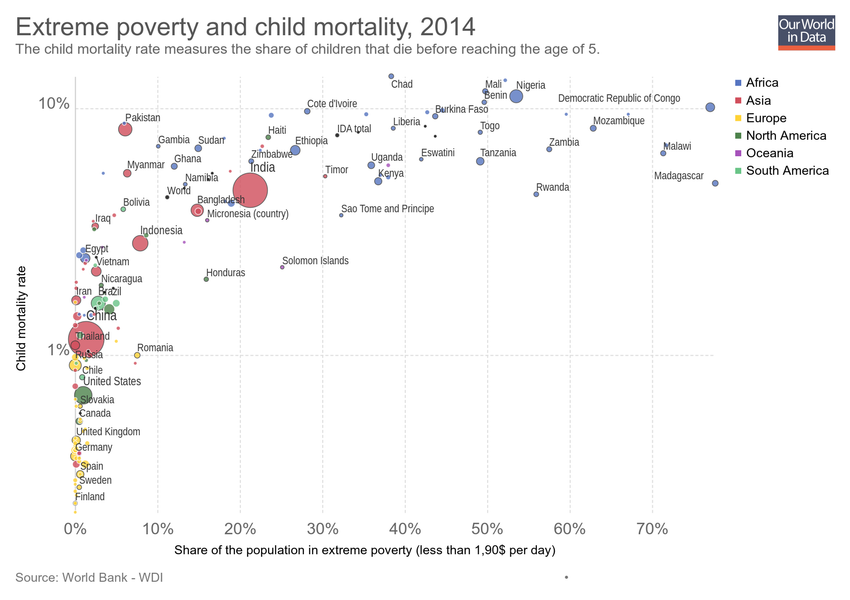 Extreme poverty and child mortality, 2014
The child mortality rate measures the share of children that die before reaching the age of 5.
Our World
in Data
Africa
Asia
Europe
North America
Oceania
South America
Child mortality rate
10%
1%
Chad
Mali
Nigeria
Benin
Democratic Republic of Congo
Cote d'Ivoire
Burkina Faso
Pakistan
Liberia
Togo
Mozambique
Haiti
IDA total
Gambia
Sudan
Ethiopia
Zambia
Malawi
Ghana
Zimbabwe
Uganda
Eswatini
Tanzania
Myanmar
India
Timor
Kenya
Madagascar
Namibia
World
Rwanda
Bolivia
Bangladesh
Micronesia (country)
Sao Tome and Principe
Iraq
Indonesia
Egypt
Vietnam
Solomon Islands
Nicaragua
Honduras
Iran
Brazil
China
Thailand
Russia
Romania
Chile
United States
Slovakia
Canada
United Kingdom
Germany
Spain
Sweden
Finland
0%
10%
20%
30%
40%
50%
60%
70%
Share of the population in extreme poverty (less than 1,90$ per day)
Source: World Bank - WDI